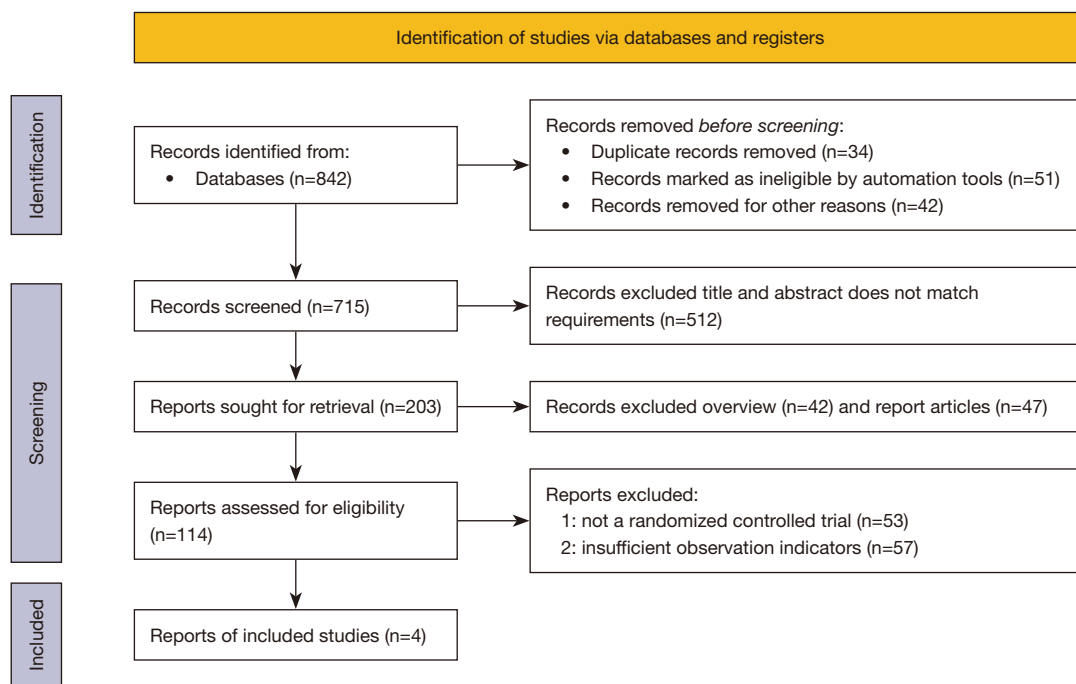 Identification of studies via databases and registers
Identification
Records identified from:
• Databases (n=842)
Records removed before screening:
• Duplicate records removed (n=34)
• Records marked as ineligible by automation tools (n=51)
• Records removed for other reasons (n=42)
Screening
Records screened (n=715)
Records excluded title and abstract does not match
requirements (n=512)
Reports sought for retrieval (n=203)
Records excluded overview (n=42) and report articles (n=47)
Reports assessed for eligibility
(n=114)
Reports excluded:
1: not a randomized controlled trial (n=53)
2: insufficient observation indicators (n=57)
Included
Reports of included studies (n=4)